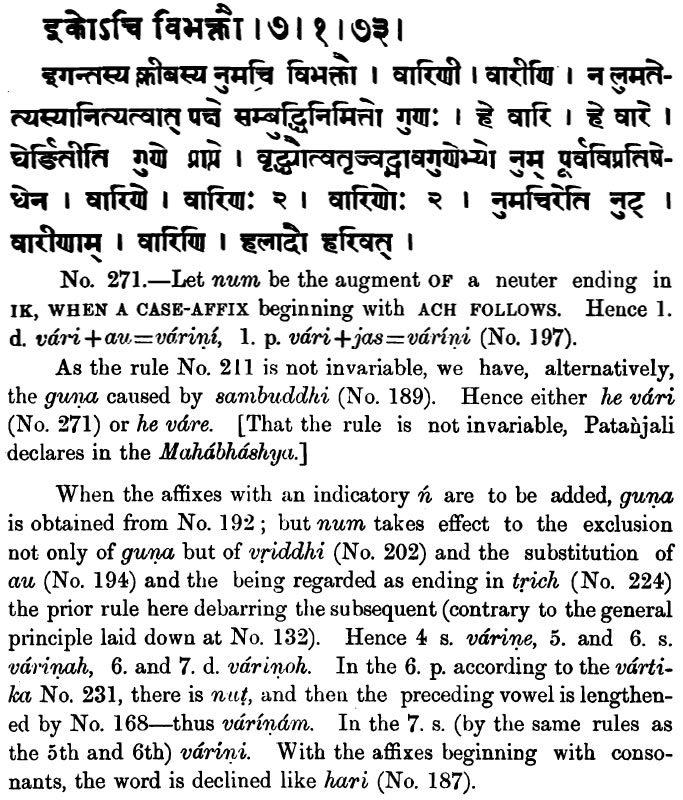 इकोऽचि विभक्तौ । ७ । १ । ७३ ।
इगन्तस्य क्लीबस्य नुमचि विभक्तौ । वारिणी । वारीणि । न लुमते-
त्यस्यानित्यत्वात् पक्षे सम्बुद्धिनिमित्तो गुणः । हे वारि । हे वारे ।
घेर्ङितीति गुणे प्राप्ते । वृद्ध्यौत्वतृज्वद्भावगुणेभ्यो नुम् पूर्वविप्रतिषे-
धेन । वारिणे । वारिणः २ । वारिणोः २ । नुमचिरेति नुट् ।
वारीणाम् । वारिणि । हलादौ हरिवत् ।
No. 271.—Let num be the augment OF a neuter ending in
IK, WHEN A CASE-AFFIX beginning with ACH FOLLOWS. Hence 1.
d. vári+au=váriṇí, 1. p. vári+jas=váríṇi (No. 197).
As the rule No. 211 is not invariable, we have, alternatively,
the guṇa caused by sambuddhi (No. 189). Hence either he vári
(No. 271) or he váre. [That the rule is not invariable, Patanjali
declares in the Mahábháshya.]
When the affixes with an indicatory ń are to be added, guṇa
is obtained from No. 192 ; but num takes effect to the exclusion
not only of guṇa but of vṛiddhi (No. 202) and the substitution of
au (No. 194) and the being regarded as ending in tṛich (No. 224)
the prior rule here debarring the subsequent (contrary to the general
principle laid down at No. 132). Hence 4 s. váriṇe, 5. and 6. s.
váriṇah, 6. and 7. d. váriṇoh. In the 6. p. according to the várti-
ka No. 231, there is nuṭ, and then the preceding vowel is lengthen-
ed by No. 168—thus váríṇám. In the 7. s. (by the same rules as
the 5th and 6th) váriṇi. With the affixes beginning with conso-
nants, the word is declined like hari (No. 187).